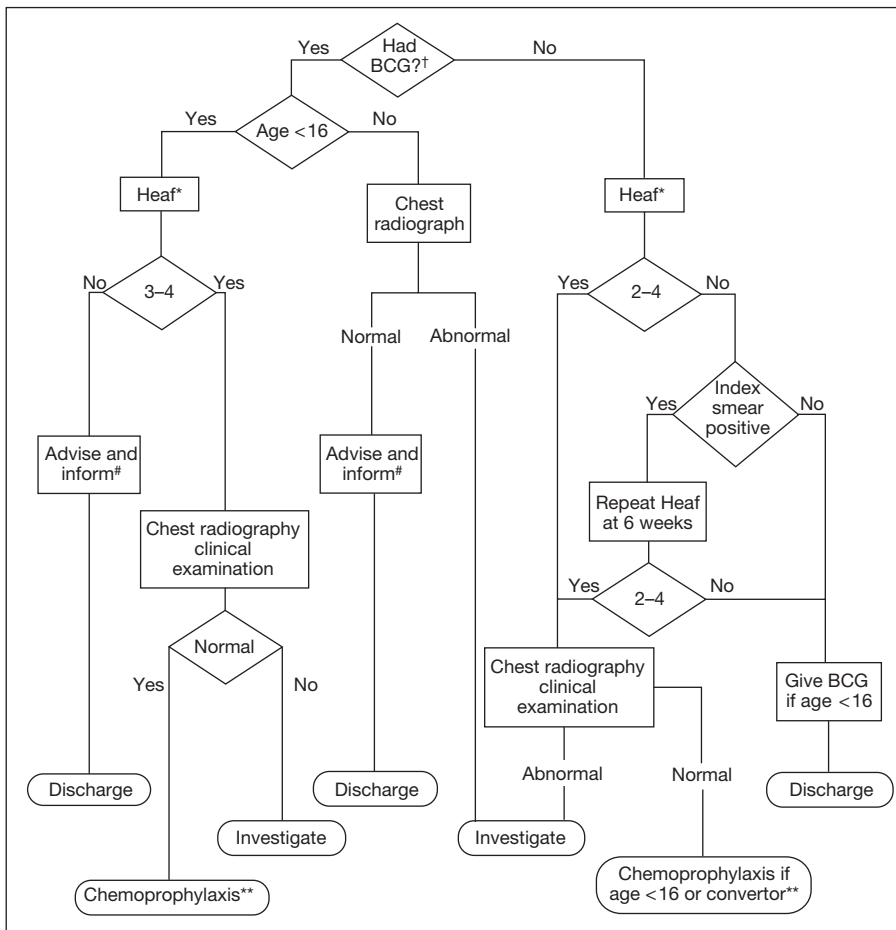 Had
BCG?†
Yes
No
Age <16
Yes
No
Heaf*
Chest
radiograph
Heaf*
3–4
No
Yes
2–4
Yes
No
Normal
Abnormal
Index
smear
positive
Yes
No
Advise and
inform#
Advise and
inform#
Repeat Heaf
at 6 weeks
Chest radiography
clinical
examination
2–4
Yes
No
Normal
Yes
No
Chest radiography
clinical
examination
Give BCG
if age <16
Abnormal
Normal
Discharge
Discharge
Discharge
Investigate
Investigate
Chemoprophylaxis**
Chemoprophylaxis if
age <16 or convertor**